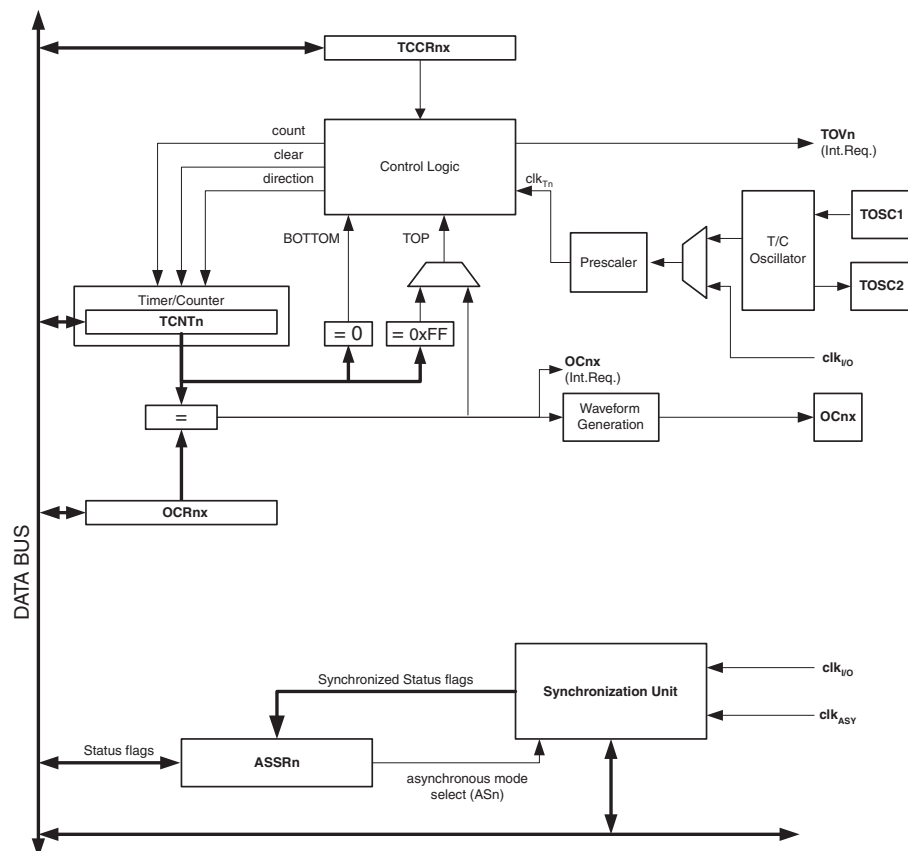 TCCRnx
count
clear
direction
Control Logic
TOVn
(Int.Req.)
clkTn
BOTTOM
TOP
TOSC1
T/C
Oscillator
Prescaler
TOSC2
Timer/Counter
TCNTn
= 0
= 0xFF
clkI/O
OCnx
(Int.Req.)
=
Waveform
Generation
OCnx
OCRnx
DATA BUS
Synchronized Status flags
Synchronization Unit
clkI/O
clkASY
Status flags
ASSRn
asynchronous mode
select (ASn)